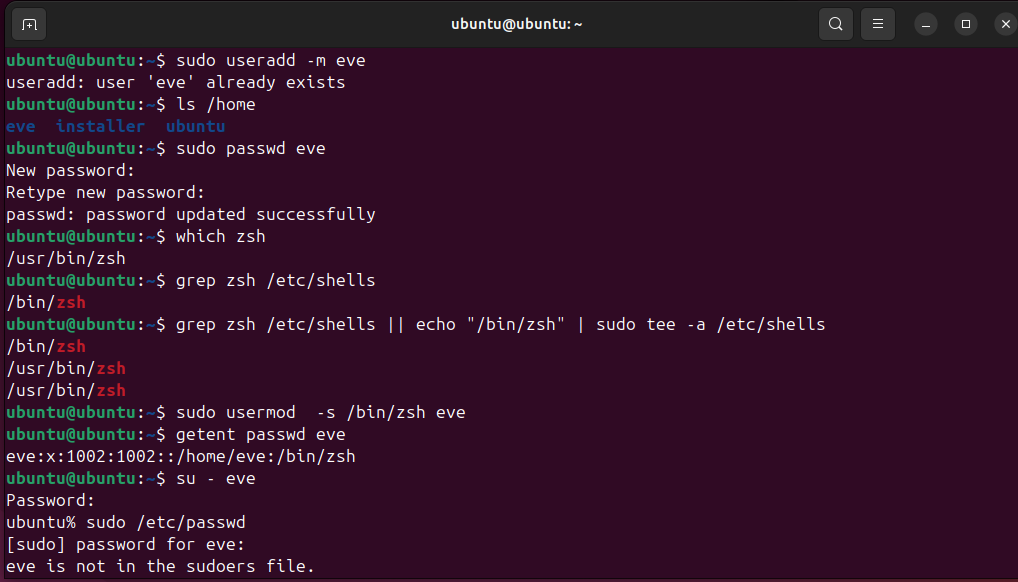 ubuntu@ubuntu: ~
ubuntu@ubuntu:~$ sudo useradd -m eve
useradd: user 'eve' already exists
ubuntu@ubuntu:~$ ls /home
eve  installer  ubuntu
ubuntu@ubuntu:~$ sudo passwd eve
New password:
Retype new password:
passwd: password updated successfully
ubuntu@ubuntu:~$ which zsh
/usr/bin/zsh
ubuntu@ubuntu:~$ grep zsh /etc/shells
/bin/zsh
ubuntu@ubuntu:~$ grep zsh /etc/shells || echo "/bin/zsh" | sudo tee -a /etc/shells
/bin/zsh
/usr/bin/zsh
/usr/bin/zsh
ubuntu@ubuntu:~$ sudo usermod  -s /bin/zsh eve
ubuntu@ubuntu:~$ getent passwd eve
eve:x:1002:1002::/home/eve:/bin/zsh
ubuntu@ubuntu:~$ su - eve
Password:
ubuntu% sudo /etc/passwd
[sudo] password for eve:
eve is not in the sudoers file.